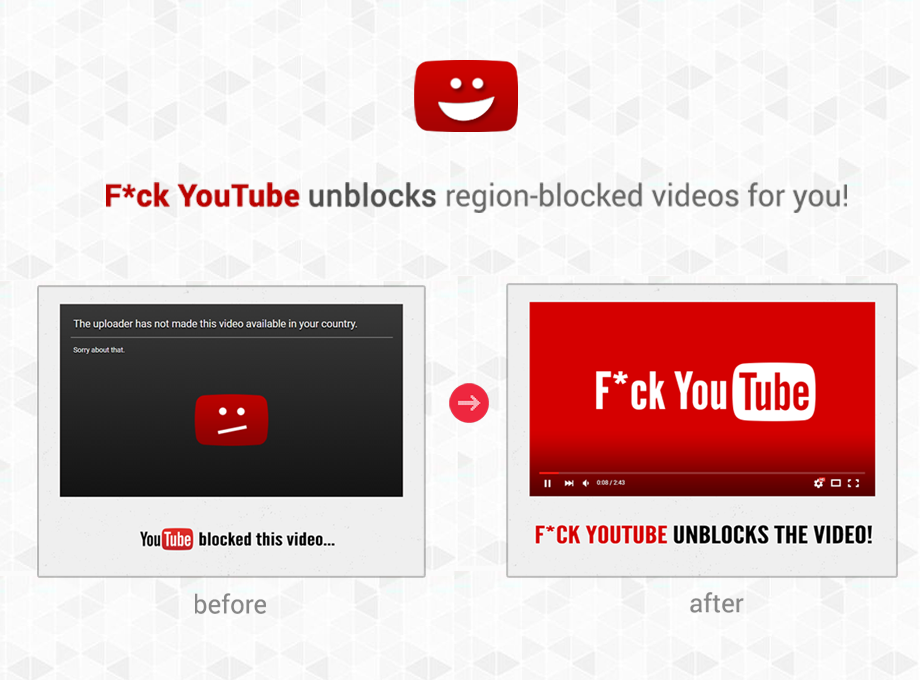 F*ck YouTube unblocks region-blocked videos for you!
The uploader has not made this video available in your country.
Sorry about that.
YouTube blocked this video...
before
F*ck YouTube
0:08 / 2:43
F*CK YOUTUBE UNBLOCKS THE VIDEO!
after